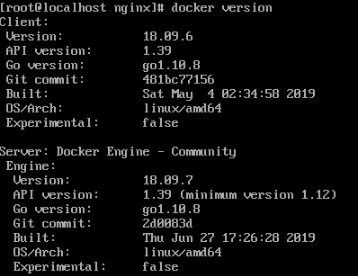 [root@localhost nginx]# docker version
Client:
 Version:           18.09.6
 API version:       1.39
 Go version:        go1.10.8
 Git commit:        481bc77156
 Built:             Sat May  4 02:34:58 2019
 OS/Arch:           linux/amd64
 Experimental:      false

Server: Docker Engine - Community
 Engine:
  Version:          18.09.7
  API version:      1.39 (minimum version 1.12)
  Go version:       go1.10.8
  Git commit:       2d0083d
  Built:            Thu Jun 27 17:26:28 2019
  OS/Arch:          linux/amd64
  Experimental:     false